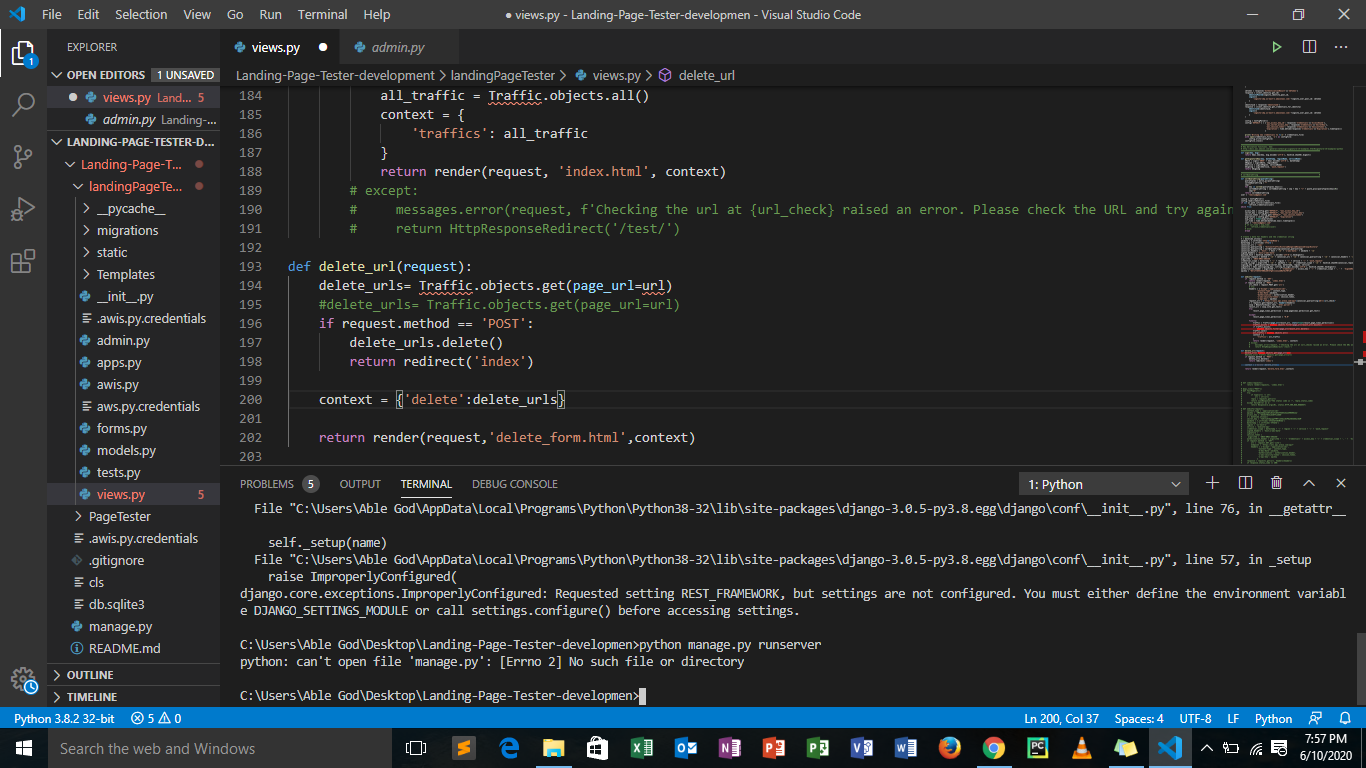 File Edit Selection View Go Run Terminal Help
● views.py - Landing-Page-Tester-developmen - Visual Studio Code
EXPLORER
OPEN EDITORS 1 UNSAVED
views.py Land... 5
admin.py Landing-...
LANDING-PAGE-TESTER-D...
Landing-Page-T...
landingPageTe...
__pycache__
migrations
static
Templates
__init__.py
.awis.py.credentials
admin.py
apps.py
awis.py
aws.py.credentials
forms.py
models.py
tests.py
views.py 5
PageTester
.awis.py.credentials
.gitignore
cls
db.sqlite3
manage.py
README.md
OUTLINE
TIMELINE
views.py ● admin.py
Landing-Page-Tester-development > landingPageTester > views.py > delete_url
184 all_traffic = Traffic.objects.all()
185 context = {
186 'traffics': all_traffic
187 }
188 return render(request, 'index.html', context)
189 # except:
190 # messages.error(request, f'Checking the url at {url_check} raised an error. Please check the URL and try again
191 # return HttpResponseRedirect('/test/')
192
193 def delete_url(request):
194 delete_urls= Traffic.objects.get(page_url=url)
195 #delete_urls= Traffic.objects.get(page_url=url)
196 if request.method == 'POST':
197 delete_urls.delete()
198 return redirect('index')
199
200 context = {'delete':delete_urls}
201
202 return render(request,'delete_form.html',context)
203
PROBLEMS 5 OUTPUT TERMINAL DEBUG CONSOLE 1: Python
File "C:\Users\Able God\AppData\Local\Programs\Python\Python38-32\lib\site-packages\django-3.0.5-py3.8.egg\django\conf\__init__.py", line 76, in __getattr__
self._setup(name)
File "C:\Users\Able God\AppData\Local\Programs\Python\Python38-32\lib\site-packages\django-3.0.5-py3.8.egg\django\conf\__init__.py", line 57, in _setup
raise ImproperlyConfigured(
django.core.exceptions.ImproperlyConfigured: Requested setting REST_FRAMEWORK, but settings are not configured. You must either define the environment variabl
e DJANGO_SETTINGS_MODULE or call settings.configure() before accessing settings.
C:\Users\Able God\Desktop\Landing-Page-Tester-developmen>python manage.py runserver
python: can't open file 'manage.py': [Errno 2] No such file or directory
C:\Users\Able God\Desktop\Landing-Page-Tester-developmen>
Python 3.8.2 32-bit 5 0 Ln 200, Col 37 Spaces: 4 UTF-8 LF Python
Search the web and Windows
7:57 PM
6/10/2020